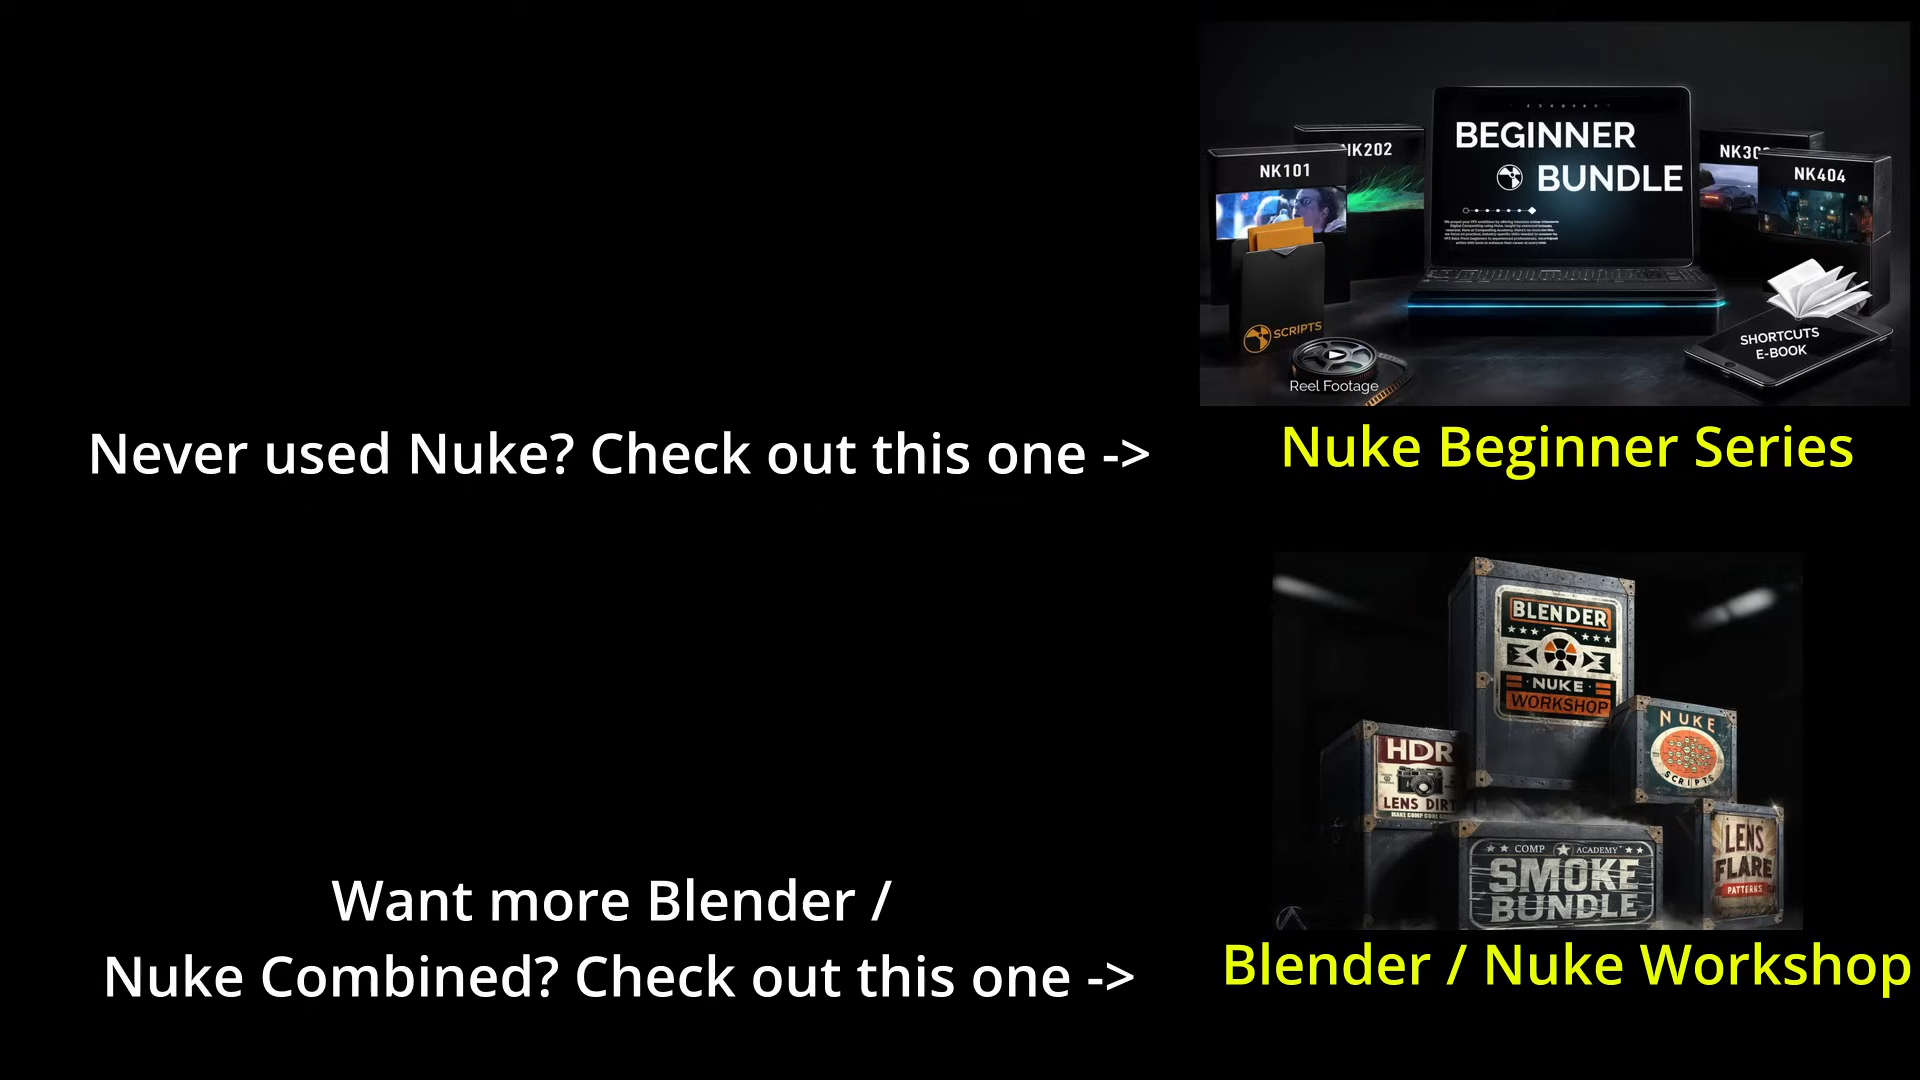 BEGINNER
BUNDLE
NK101
NK202
NK30
NK404
SCRIPTS
Reel Footage
SHORTCUTS
E-BOOK
Never used Nuke? Check out this one ->
Nuke Beginner Series
BLENDER
NUKE
WORKSHOP
NUKE
SCRIPTS
HDR
LENS DIRT
COMP ACADEMY
SMOKE
BUNDLE
LENS
FLARE
PATTERNS
Want more Blender /
Nuke Combined? Check out this one ->
Blender / Nuke Workshop